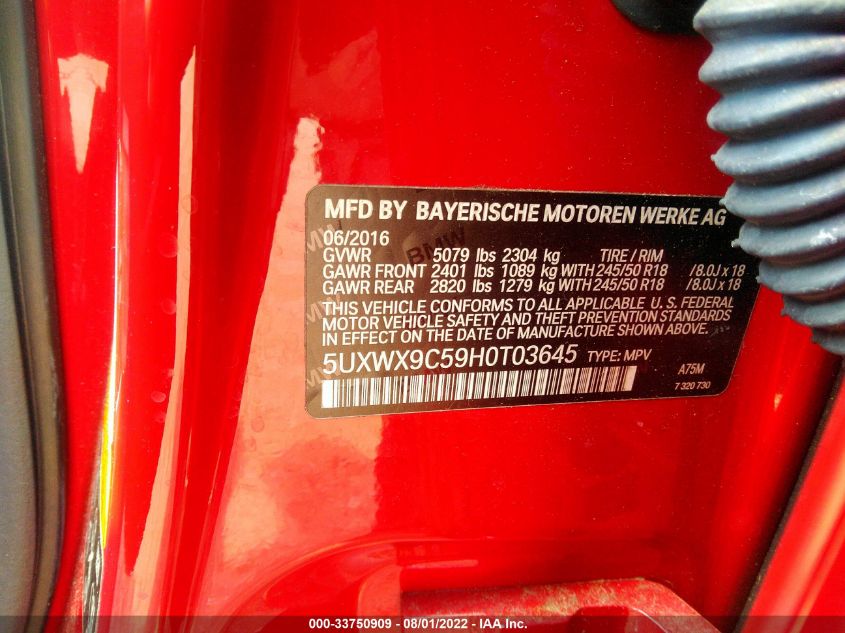 MFD BY BAYERISCHE MOTOREN WERKE AG
06/2016
GVWR 5079 lbs 2304 kg TIRE / RIM
GAWR FRONT 2401 lbs 1089 kg WITH 245/50 R18 /8.0J x 18
GAWR REAR 2820 lbs 1279 kg WITH 245/50 R18 /8.0J x 18
THIS VEHICLE CONFORMS TO ALL APPLICABLE U. S. FEDERAL
MOTOR VEHICLE SAFETY AND THEFT PREVENTION STANDARDS
IN EFFECT ON THE DATE OF MANUFACTURE SHOWN ABOVE.
5UXWX9C59H0T03645 TYPE: MPV A75M
7 320 730
BMW
BMW
BMW
BMW
000-33750909 - 08/01/2022 - IAA Inc.